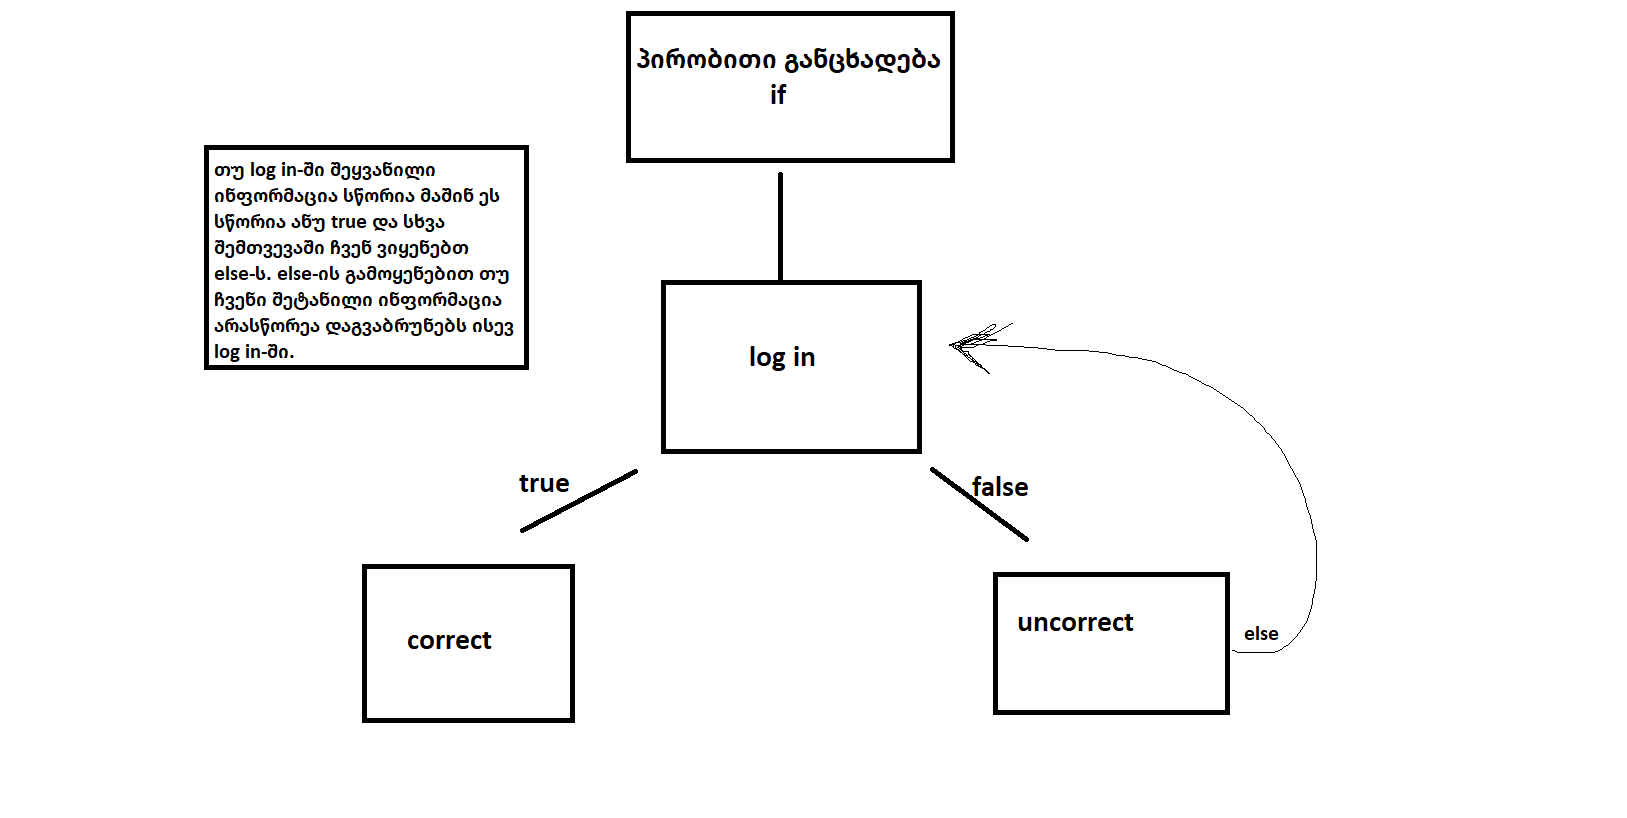 პირობითი განცხადება
if
თუ log in-ში შეყვანილი
ინფორმაცია სწორია მაშინ ეს
სწორია ანუ true და სხვა
შემთვევაში ჩვენ ვიყენებთ
else-ს. else-ის გამოყენებით თუ
ჩვენი შეტანილი ინფორმაცია
არასწორეა დაგვაბრუნებს ისევ
log in-ში.
log in
true
false
correct
uncorrect
else